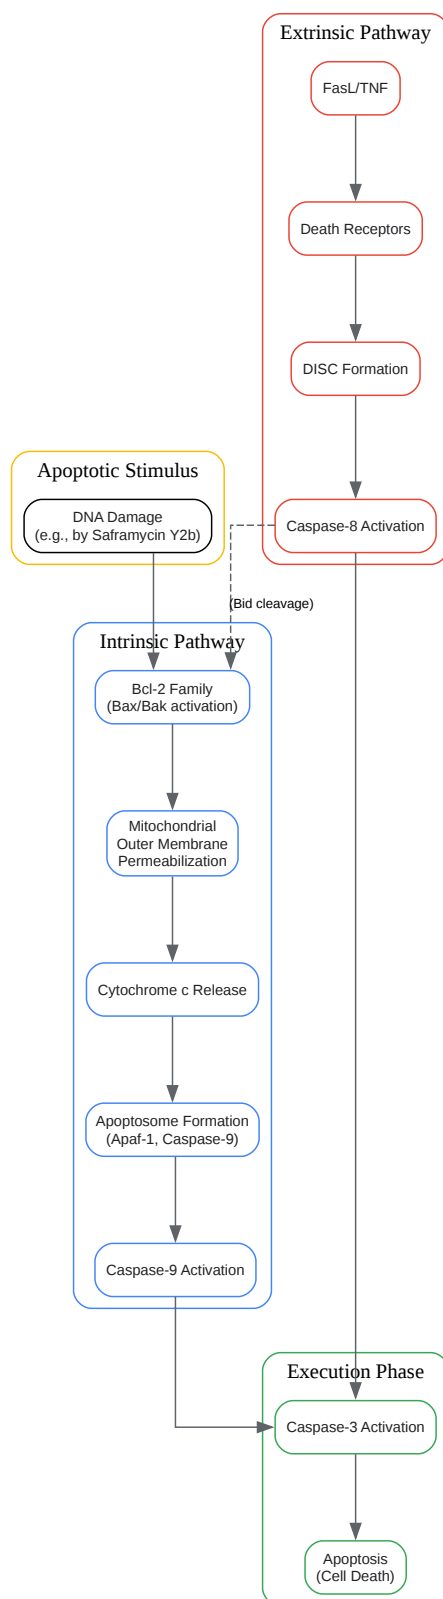 Extrinsic Pathway
FasL/TNF
Death Receptors
DISC Formation
Apoptotic Stimulus
DNA Damage
(e.g., by Saframycin Y2b)
Caspase-8 Activation
(Bid cleavage)
Intrinsic Pathway
Bcl-2 Family
(Bax/Bak activation)
Mitochondrial
Outer Membrane
Permeabilization
Cytochrome c Release
Apoptosome Formation
(Apaf-1, Caspase-9)
Caspase-9 Activation
Execution Phase
Caspase-3 Activation
Apoptosis
(Cell Death)